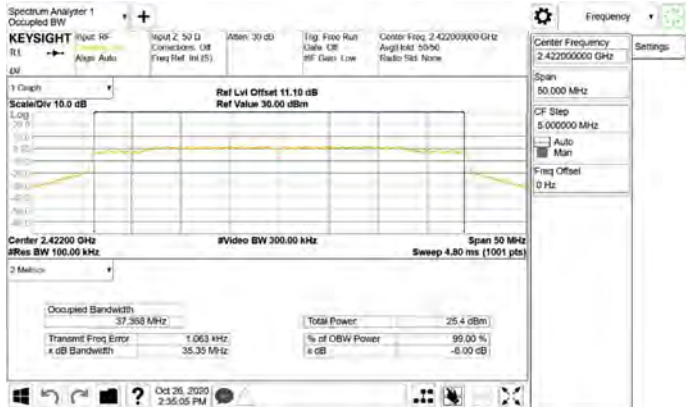 Spectrum Analyzer 1
Occupied BW
+
Frequency
KEYSIGHT
Input: RF
Input Z: 50 Ω
Atten: 30 dB
Trig: Free Run
Center Freq: 2.422000000 GHz
Corrections: Off
Gate: Off
Avg|Hold: 50/50
Align: Auto
Freq Ref: Int (S)
#IF Gain: Low
Radio Std: None
Center Frequency
2.422000000 GHz
Settings
Span
50.000 MHz
CF Step
5.000000 MHz
Auto
Man
Freq Offset
0 Hz
1 Graph
Ref Lvl Offset 11.10 dB
Scale/Div 10.0 dB
Ref Value 30.00 dBm
Log
Center 2.42200 GHz
#Video BW 300.00 kHz
Span 50 MHz
#Res BW 100.00 kHz
Sweep 4.80 ms (1001 pts)
2 Metrics
Occupied Bandwidth
37.368 MHz
Total Power
25.4 dBm
Transmit Freq Error
1.063 kHz
% of OBW Power
99.00 %
x dB Bandwidth
35.35 MHz
x dB
-6.00 dB
?
Oct 26, 2020
2:35:05 PM